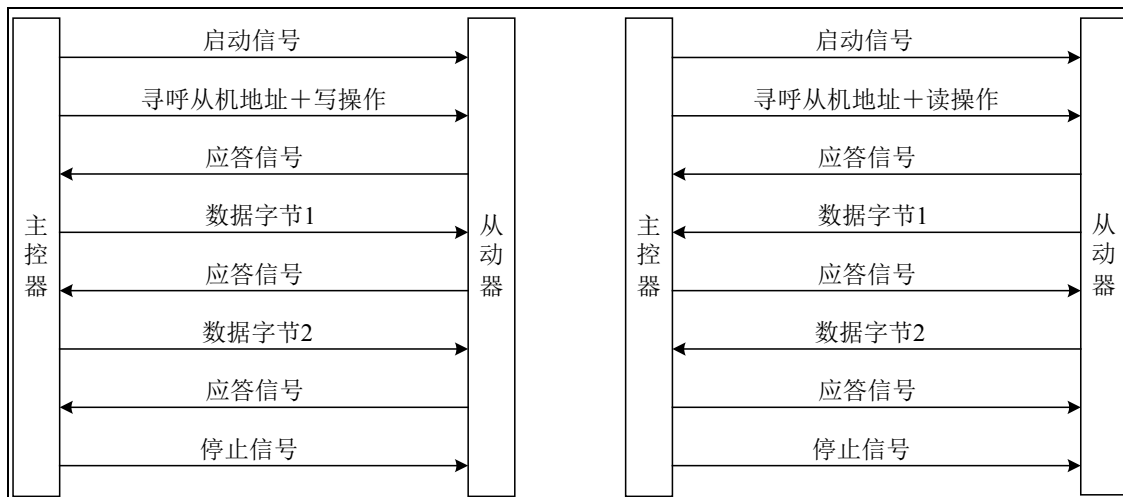 主控器
启动信号
寻呼从机地址＋写操作
应答信号
数据字节1
应答信号
数据字节2
应答信号
停止信号
从动器
主控器
启动信号
寻呼从机地址＋读操作
应答信号
数据字节1
应答信号
数据字节2
应答信号
停止信号
从动器